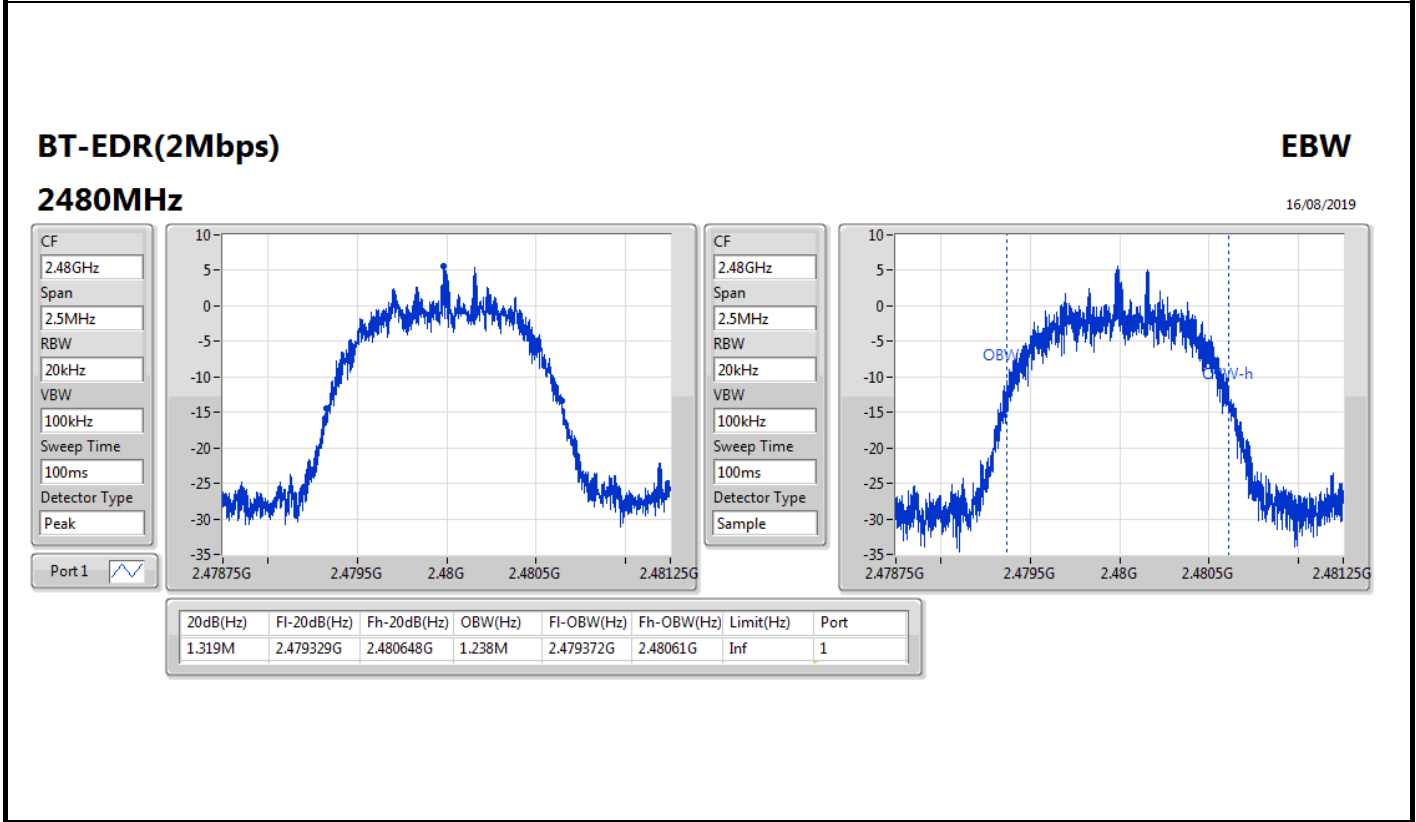 BT-EDR(2Mbps)
EBW
2480MHz
16/08/2019
CF
2.48GHz
Span
2.5MHz
RBW
20kHz
VBW
100kHz
Sweep Time
100ms
Detector Type
Peak
Port 1
10
5
0
-5
-10
-15
-20
-25
-30
-35
2.47875G 2.4795G 2.48G 2.4805G 2.48125G
CF
2.48GHz
Span
2.5MHz
RBW
20kHz
VBW
100kHz
Sweep Time
100ms
Detector Type
Sample
10
5
0
-5
-10
-15
-20
-25
-30
-35
OBW
OBW-h
2.47875G 2.4795G 2.48G 2.4805G 2.48125G
20dB(Hz) Fl-20dB(Hz) Fh-20dB(Hz) OBW(Hz) Fl-OBW(Hz) Fh-OBW(Hz) Limit(Hz) Port
1.319M 2.479329G 2.480648G 1.238M 2.479372G 2.48061G Inf 1